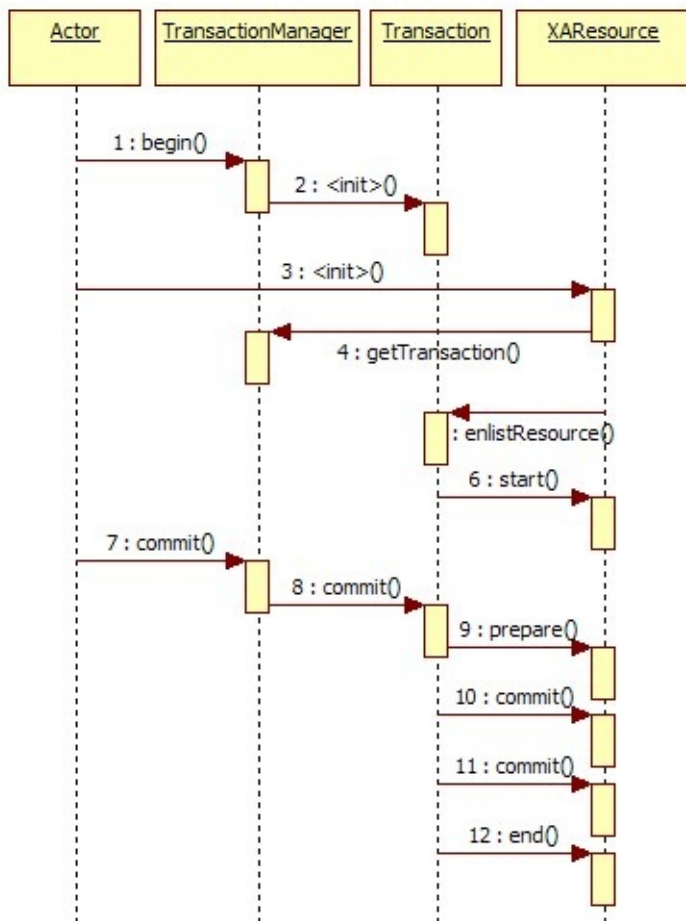 Actor
TransactionManager
Transaction
XAResource
1 : begin()
2 : <init>()
3 : <init>()
4 : getTransaction()
: enlistResource()
6 : start()
7 : commit()
8 : commit()
9 : prepare()
10 : commit()
11 : commit()
12 : end()